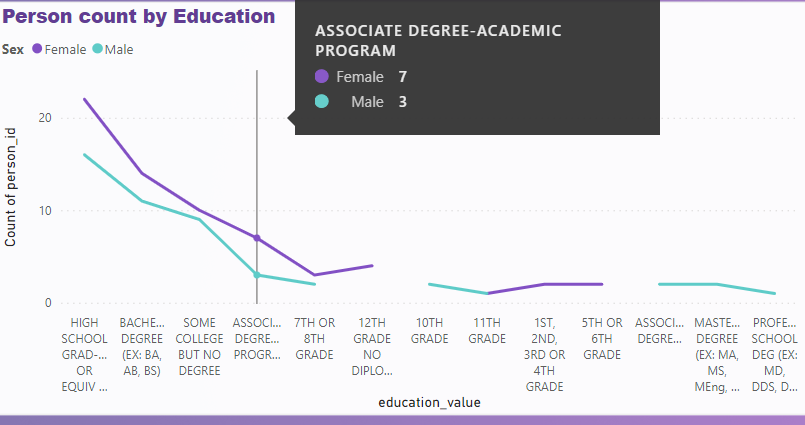 Person count by Education
Sex Female Male
ASSOCIATE DEGREE-ACADEMIC
PROGRAM
Female 7
Male 3
Count of person_id
20
10
0
HIGH
SCHOOL
GRAD-...
OR
EQUIV ...
BACHE...
DEGREE
(EX: BA,
AB, BS)
SOME
COLLEGE
BUT NO
DEGREE
ASSOCI...
DEGRE...
PROGR...
7TH OR
8TH
GRADE
12TH
GRADE
NO
DIPLO...
10TH
GRADE
11TH
GRADE
1ST,
2ND,
3RD OR
4TH
GRADE
5TH OR
6TH
GRADE
ASSOCI...
DEGRE...
MASTE...
DEGREE
(EX: MA,
MS,
MEng, ...
PROFE...
SCHOOL
DEG (EX:
MD,
DDS, D...
education_value